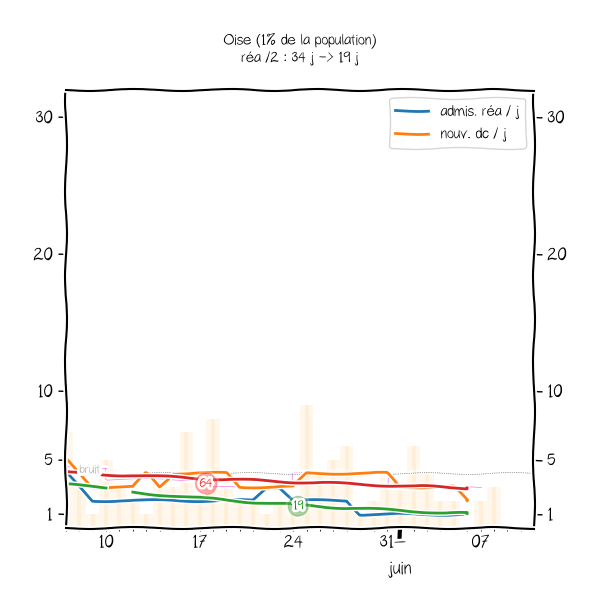 Oise (1% de la population)
réa /2 : 34 j -> 19 j
admis. réa / j
nouv. dc / j
30
30
20
20
10
10
5
5
bruit
64
19
1
1
10
17
24
31
07
juin